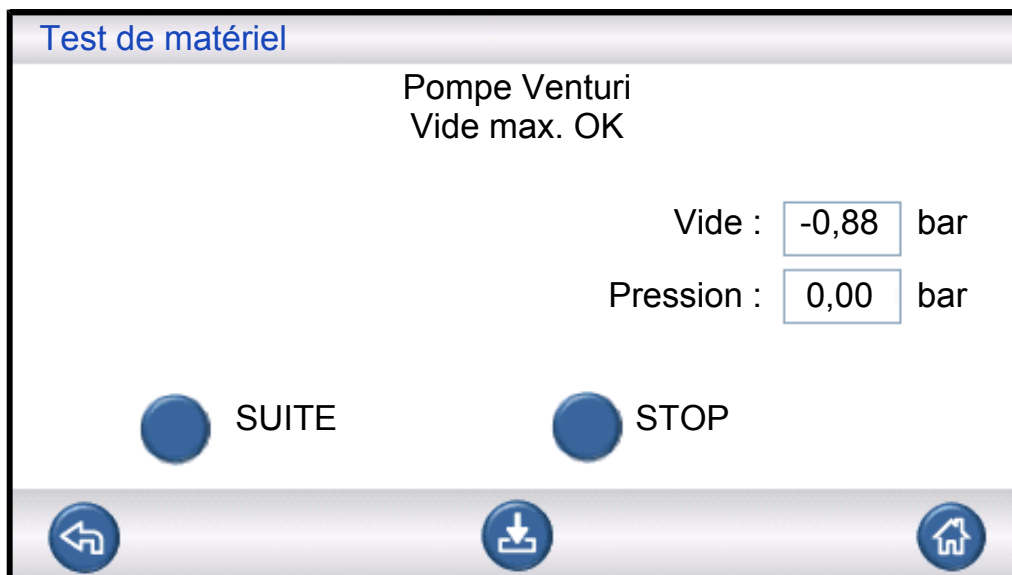 Test de matériel
Pompe Venturi
Vide max. OK
Vide : -0,88 bar
Pression : 0,00 bar
SUITE STOP